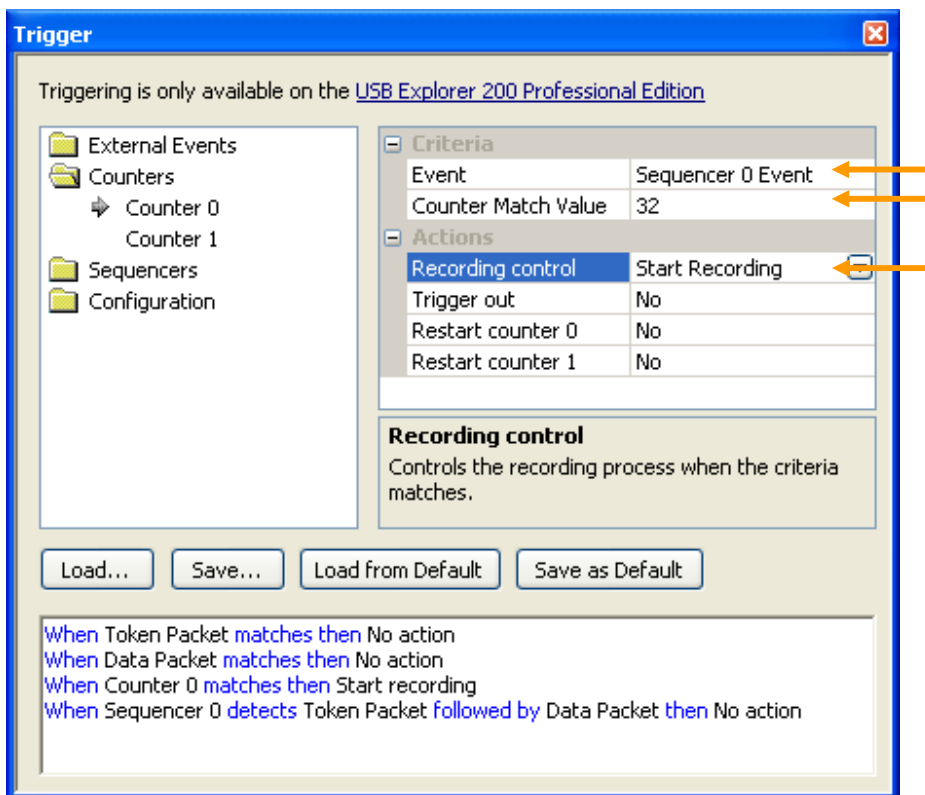 Trigger
Triggering is only available on the USB Explorer 200 Professional Edition
External Events
Counters
Counter 0
Counter 1
Sequencers
Configuration
Criteria
Event Sequencer 0 Event
Counter Match Value 32
Actions
Recording control Start Recording
Trigger out No
Restart counter 0 No
Restart counter 1 No
Recording control
Controls the recording process when the criteria
matches.
Load... Save... Load from Default Save as Default
When Token Packet matches then No action
When Data Packet matches then No action
When Counter 0 matches then Start recording
When Sequencer 0 detects Token Packet followed by Data Packet then No action